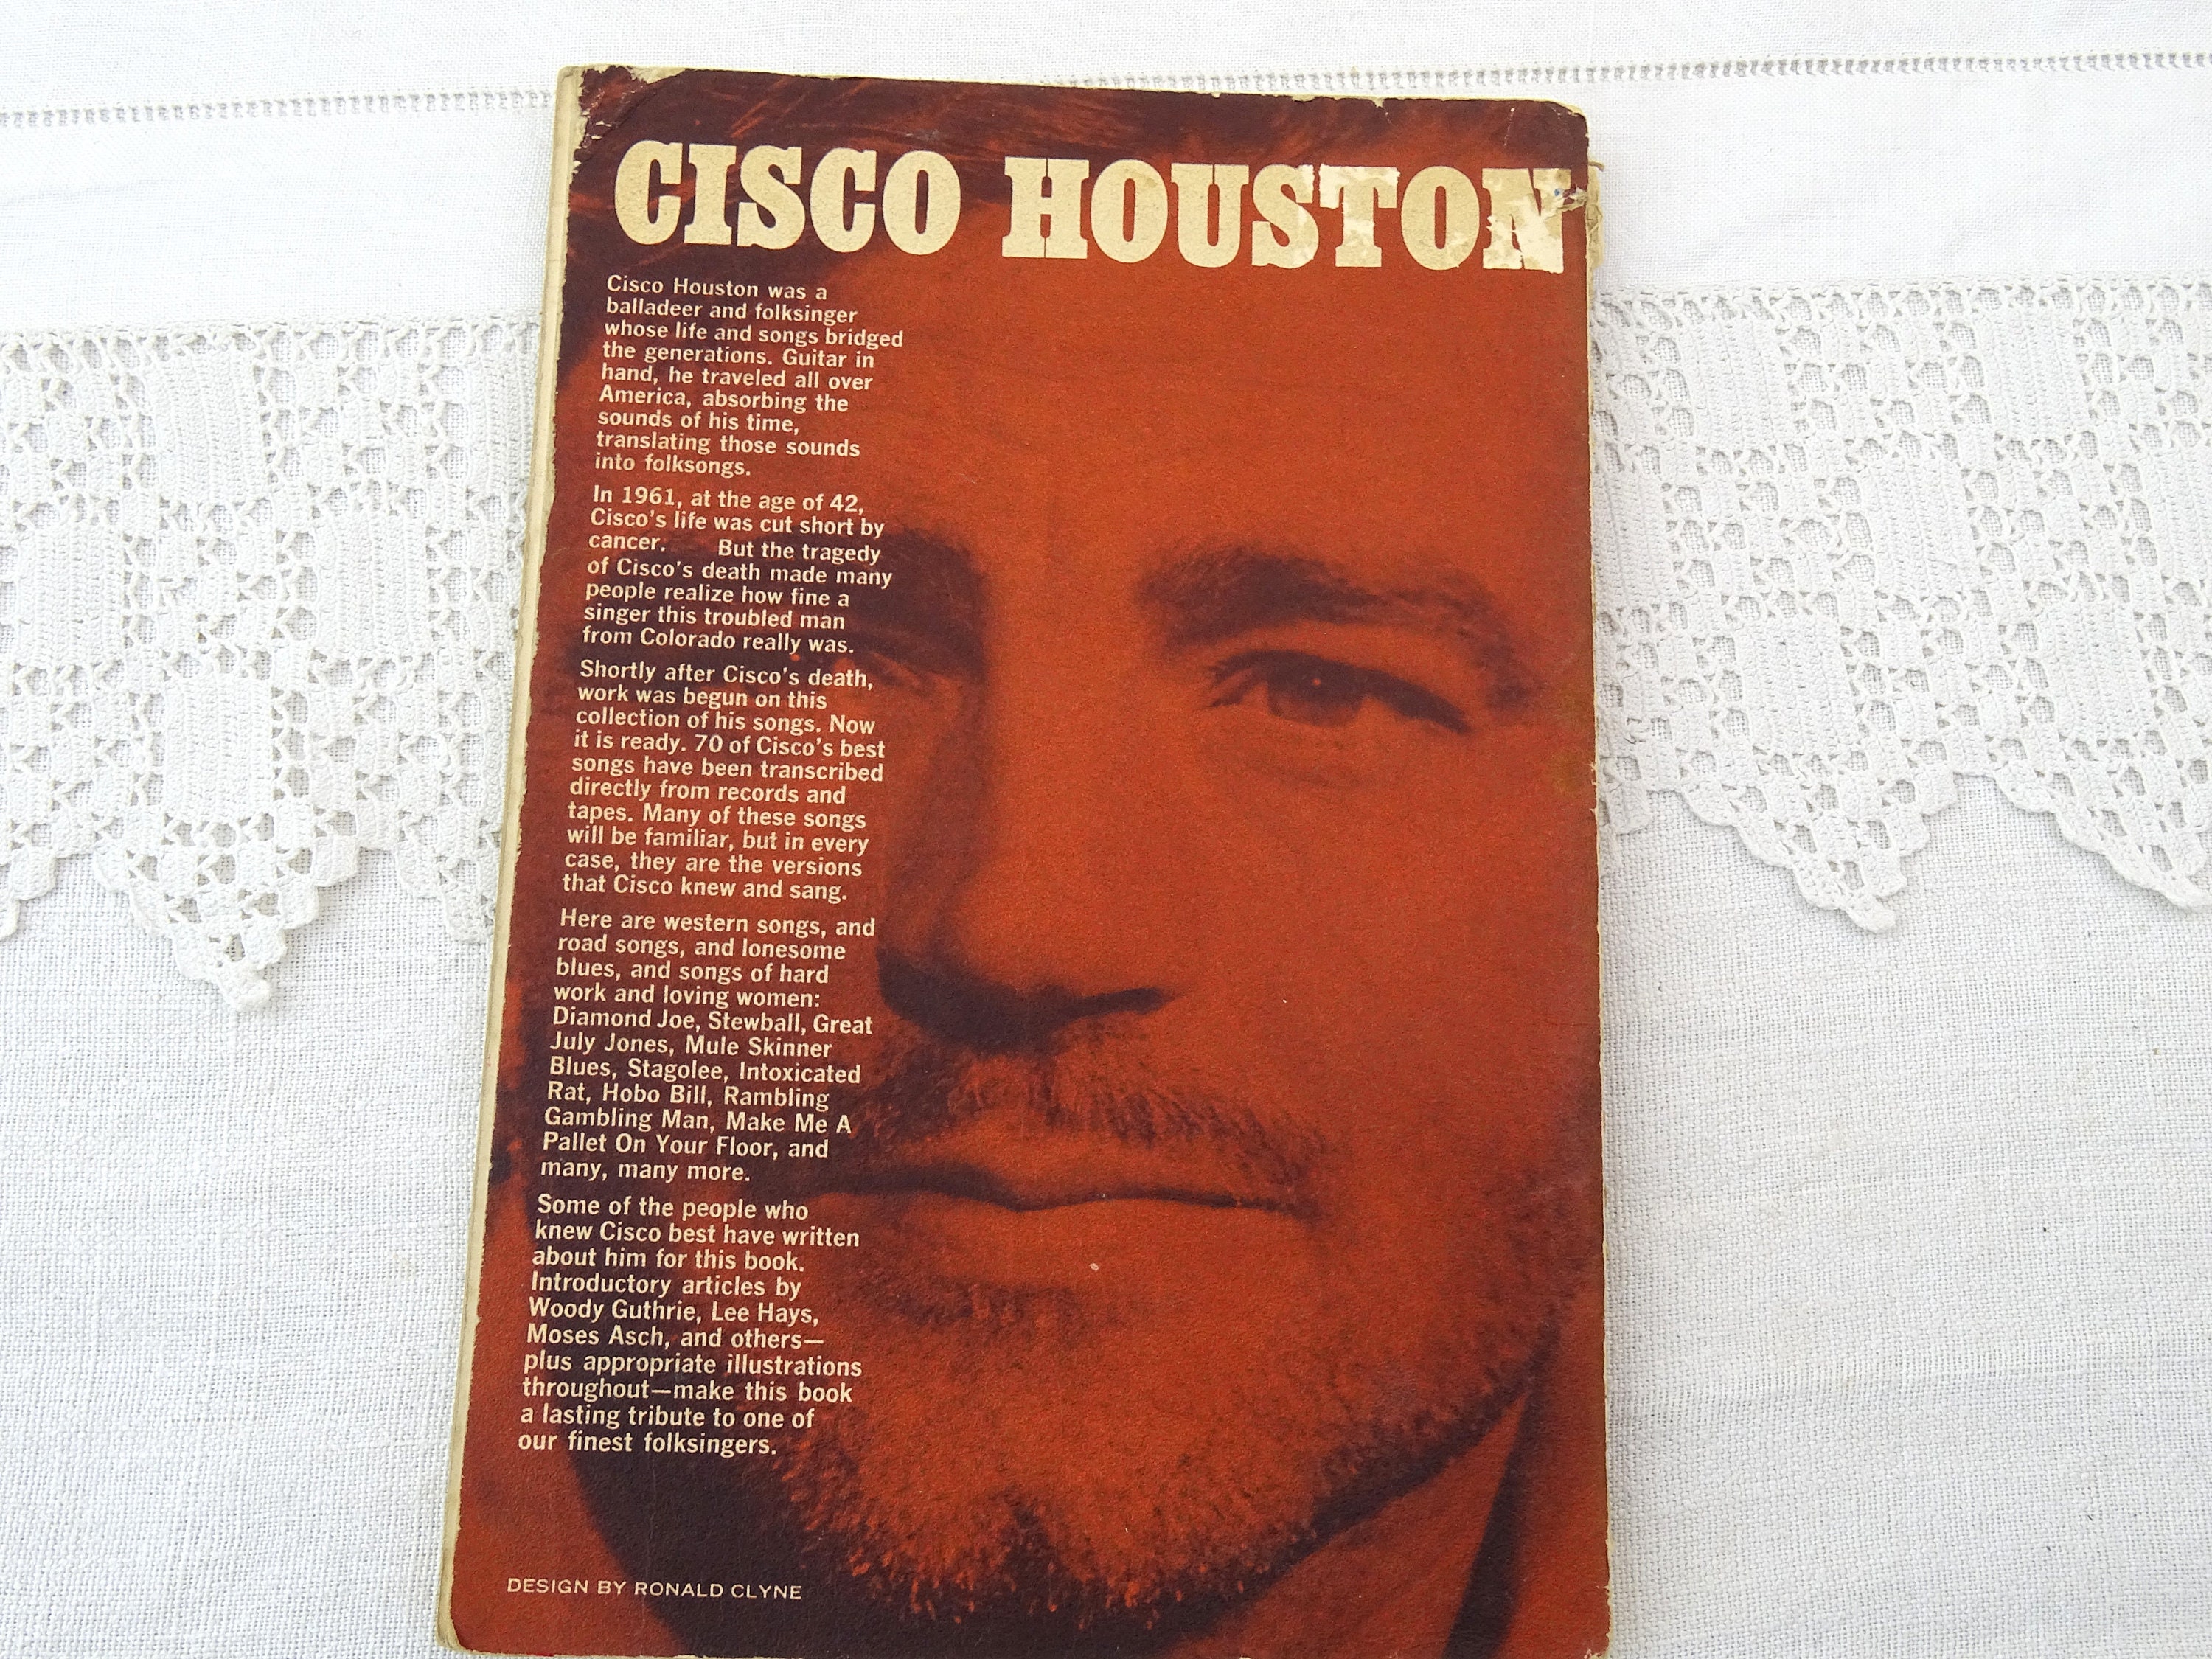 CISCO HOUSTON
Cisco Houston was a
balladeer and folksinger
whose life and songs bridged
the generations. Guitar in
hand, he traveled all over
America, absorbing the
sounds of his time,
translating those sounds
into folksongs.
In 1961, at the age of 42,
Cisco's life was cut short by
cancer. But the tragedy
of Cisco's death made many
people realize how fine a
singer this troubled man
from Colorado really was.
Shortly after Cisco's death,
work was begun on this
collection of his songs. Now
it is ready. 70 of Cisco's best
songs have been transcribed
directly from records and
tapes. Many of these songs
will be familiar, but in every
case, they are the versions
that Cisco knew and sang.
Here are western songs, and
road songs, and lonesome
blues, and songs of hard
work and loving women:
Diamond Joe, Stewball, Great
July Jones, Mule Skinner
Blues, Stagolee, Intoxicated
Rat, Hobo Bill, Rambling
Gambling Man, Make Me A
Pallet On Your Floor, and
many, many more.
Some of the people who
knew Cisco best have written
about him for this book.
Introductory articles by
Woody Guthrie, Lee Hays,
Moses Asch, and others—
plus appropriate illustrations
throughout—make this book
a lasting tribute to one of
our finest folksingers.
DESIGN BY RONALD CLYNE